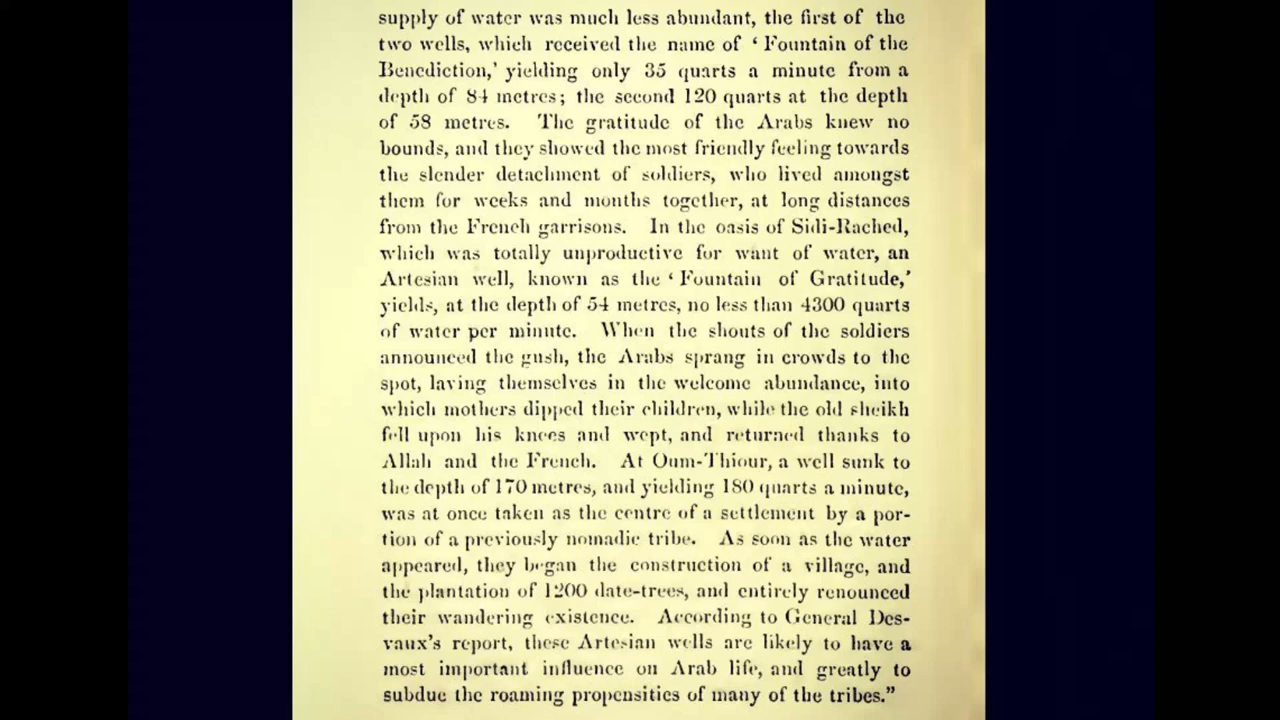 supply of water was much less abundant, the first of the
two wells, which received the name of ‘ Fountain of the
Benediction,’ yielding only 35 quarts a minute from a
depth of 84 metres; the second 120 quarts at the depth
of 58 metres. The gratitude of the Arabs knew no
bounds, and they showed the most friendly feeling towards
the slender detachment of soldiers, who lived amongst
them for weeks and months together, at long distances
from the French garrisons. In the oasis of Sidi-Rached,
which was totally unproductive for want of water, an
Artesian well, known as the ‘ Fountain of Gratitude,’
yields, at the depth of 54 metres, no less than 4300 quarts
of water per minute. When the shouts of the soldiers
announced the gush, the Arabs sprang in crowds to the
spot, laving themselves in the welcome abundance, into
which mothers dipped their children, while the old sheikh
fell upon his knees and wept, and returned thanks to
Allah and the French. At Oum-Thiour, a well sunk to
the depth of 170 metres, and yielding 180 quarts a minute,
was at once taken as the centre of a settlement by a por-
tion of a previously nomadic tribe. As soon as the water
appeared, they began the construction of a village, and
the plantation of 1200 date-trees, and entirely renounced
their wandering existence. According to General Des-
vaux’s report, these Artesian wells are likely to have a
most important influence on Arab life, and greatly to
subdue the roaming propensities of many of the tribes.”